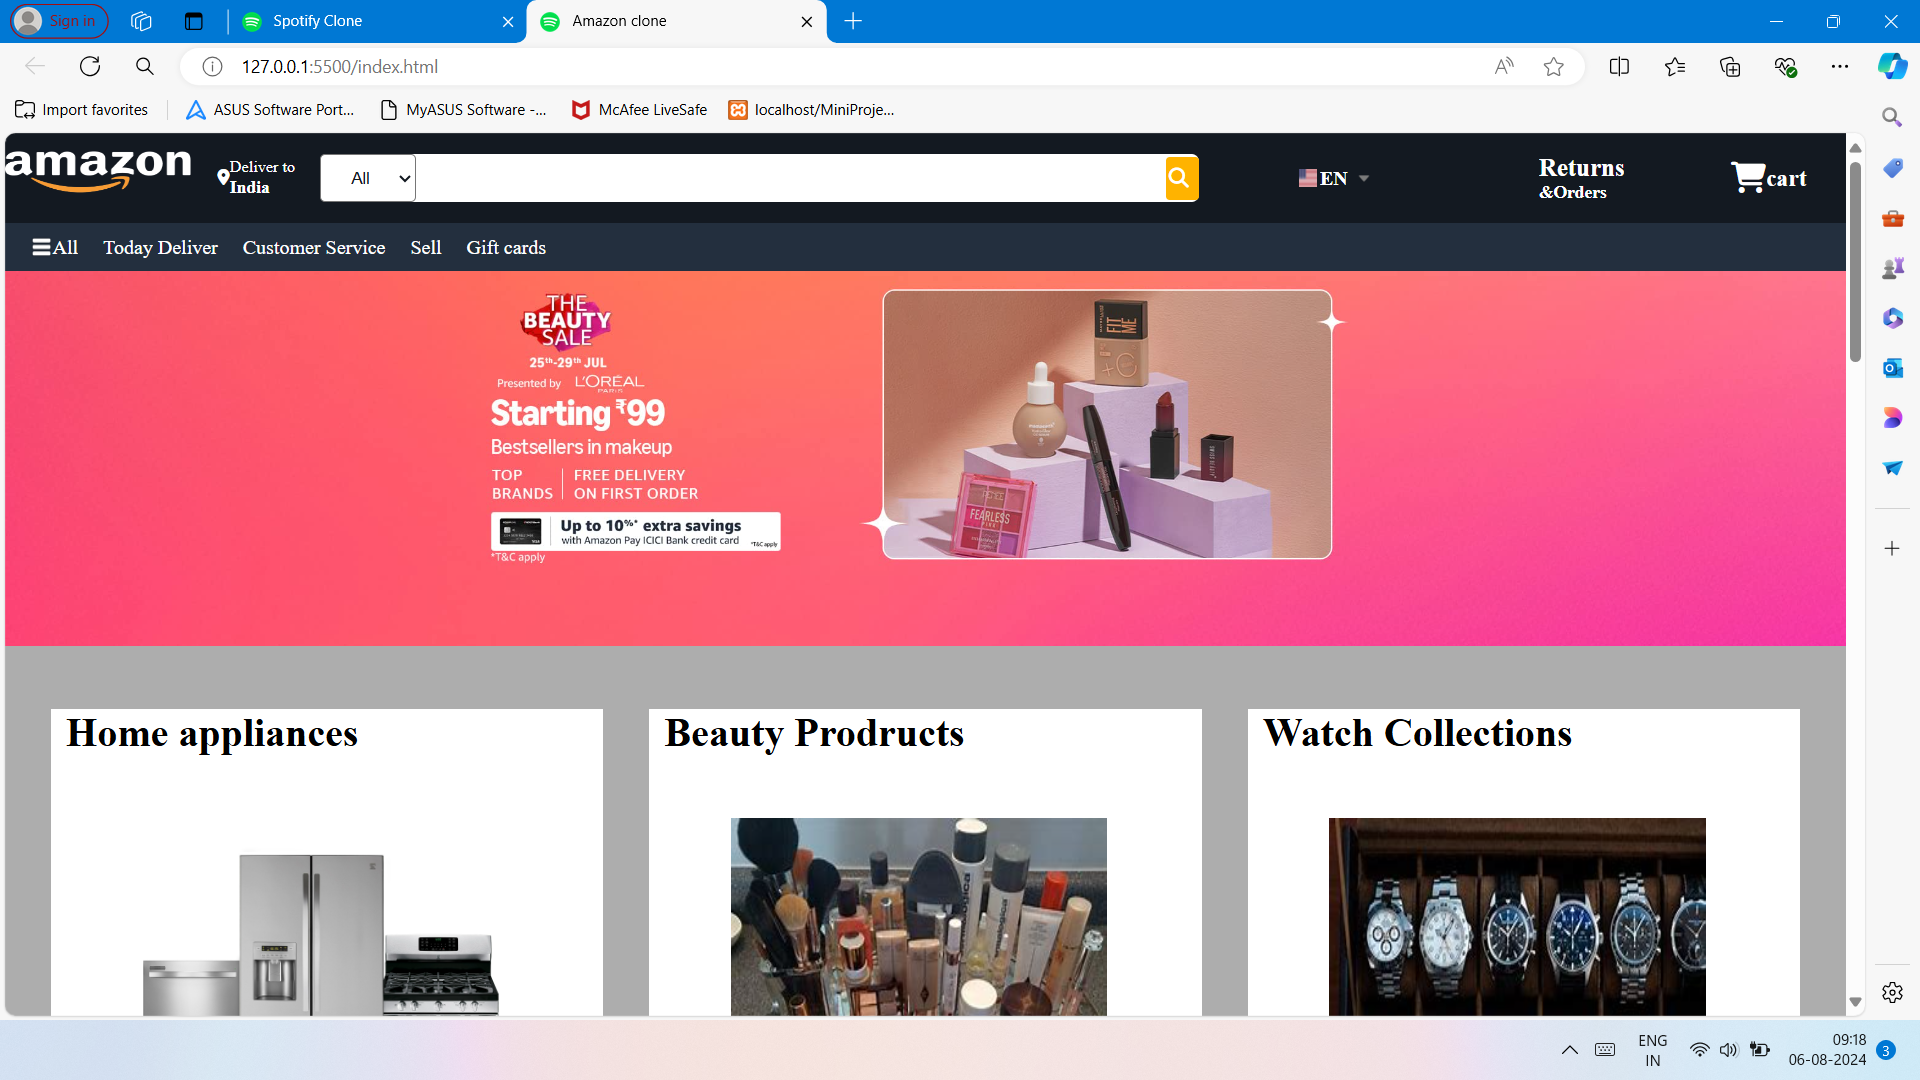 Sign in
Spotify Clone
Amazon clone
127.0.0.1:5500/index.html
Import favorites
ASUS Software Port...
MyASUS Software -...
McAfee LiveSafe
localhost/MiniProje...
amazon
Deliver to
India
All
EN
Returns
&Orders
cart
All Today Deliver Customer Service Sell Gift cards
THE
BEAUTY
SALE
25th-29th JUL
Presented by L'ORÉAL
PARIS
Starting ₹99
Bestsellers in makeup
TOP
BRANDS
FREE DELIVERY
ON FIRST ORDER
Up to 10%* extra savings
with Amazon Pay ICICI Bank credit card
*T&C apply
*T&C apply
FIT
ME
RENEE
FEARLESS
PINK
Home appliances
Beauty Prodructs
Watch Collections
ENG
IN
09:18
06-08-2024
3